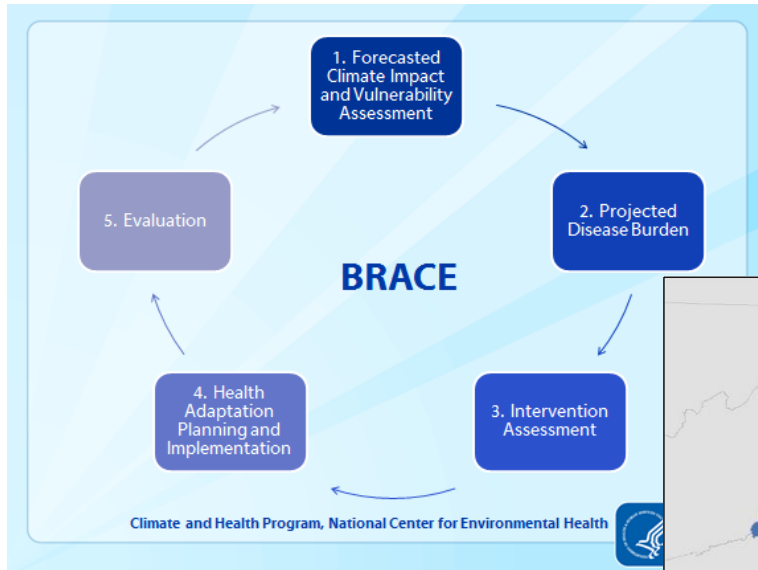 1. Forecasted
Climate Impact
and Vulnerability
Assessment
2. Projected
Disease Burden
5. Evaluation
BRACE
4. Health
Adaptation
Planning and
Implementation
3. Intervention
Assessment
Climate and Health Program, National Center for Environmental Health